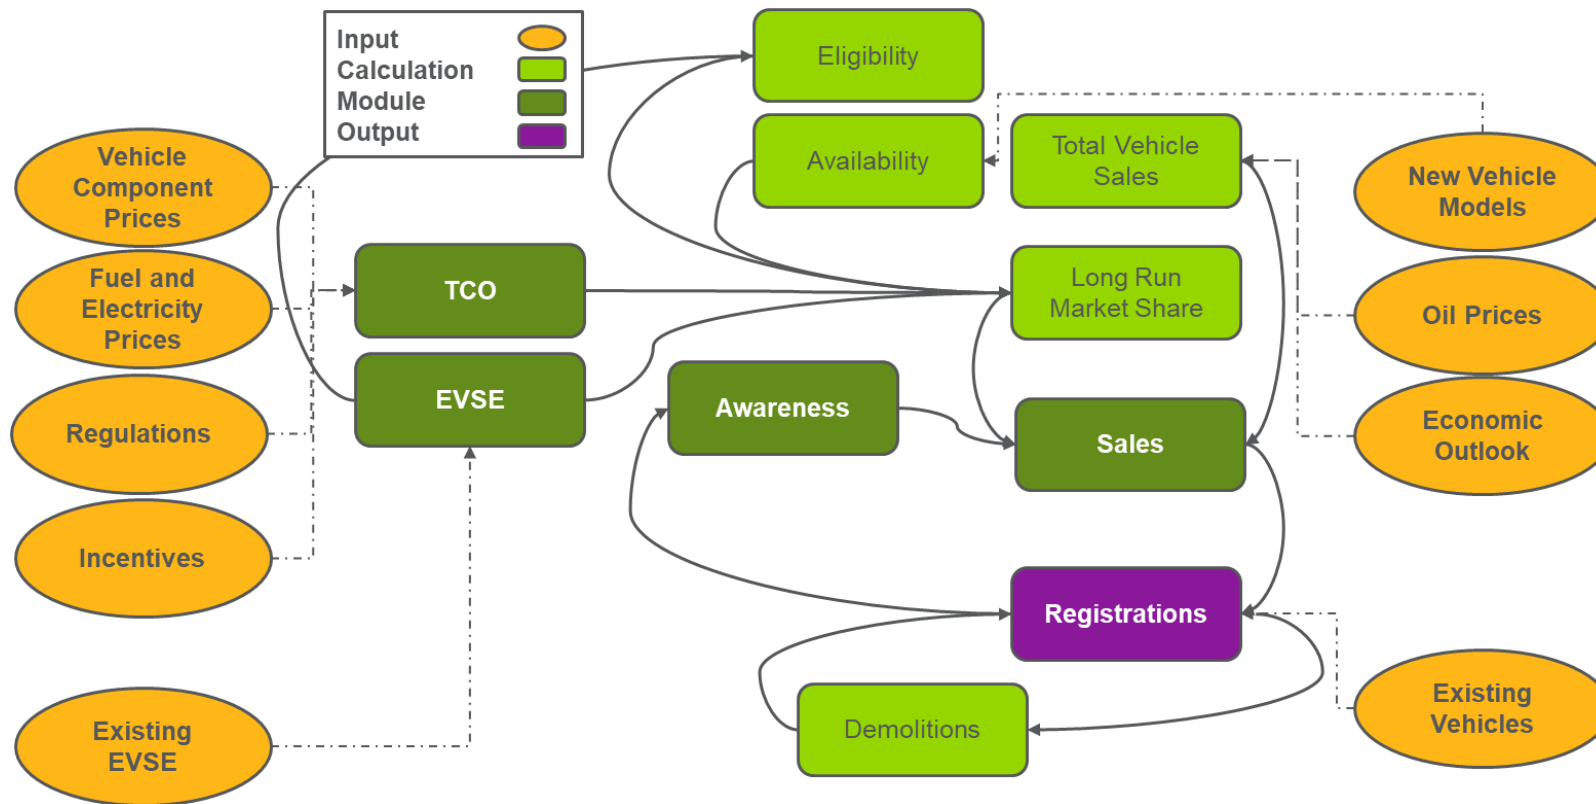 Input
Calculation
Module
Output
Eligibility
Availability
Total Vehicle
Sales
Long Run
Market Share
Vehicle
Component
Prices
Fuel and
Electricity
Prices
Regulations
Incentives
Existing
EVSE
TCO
EVSE
Awareness
Sales
Registrations
Demolitions
New Vehicle
Models
Oil Prices
Economic
Outlook
Existing
Vehicles